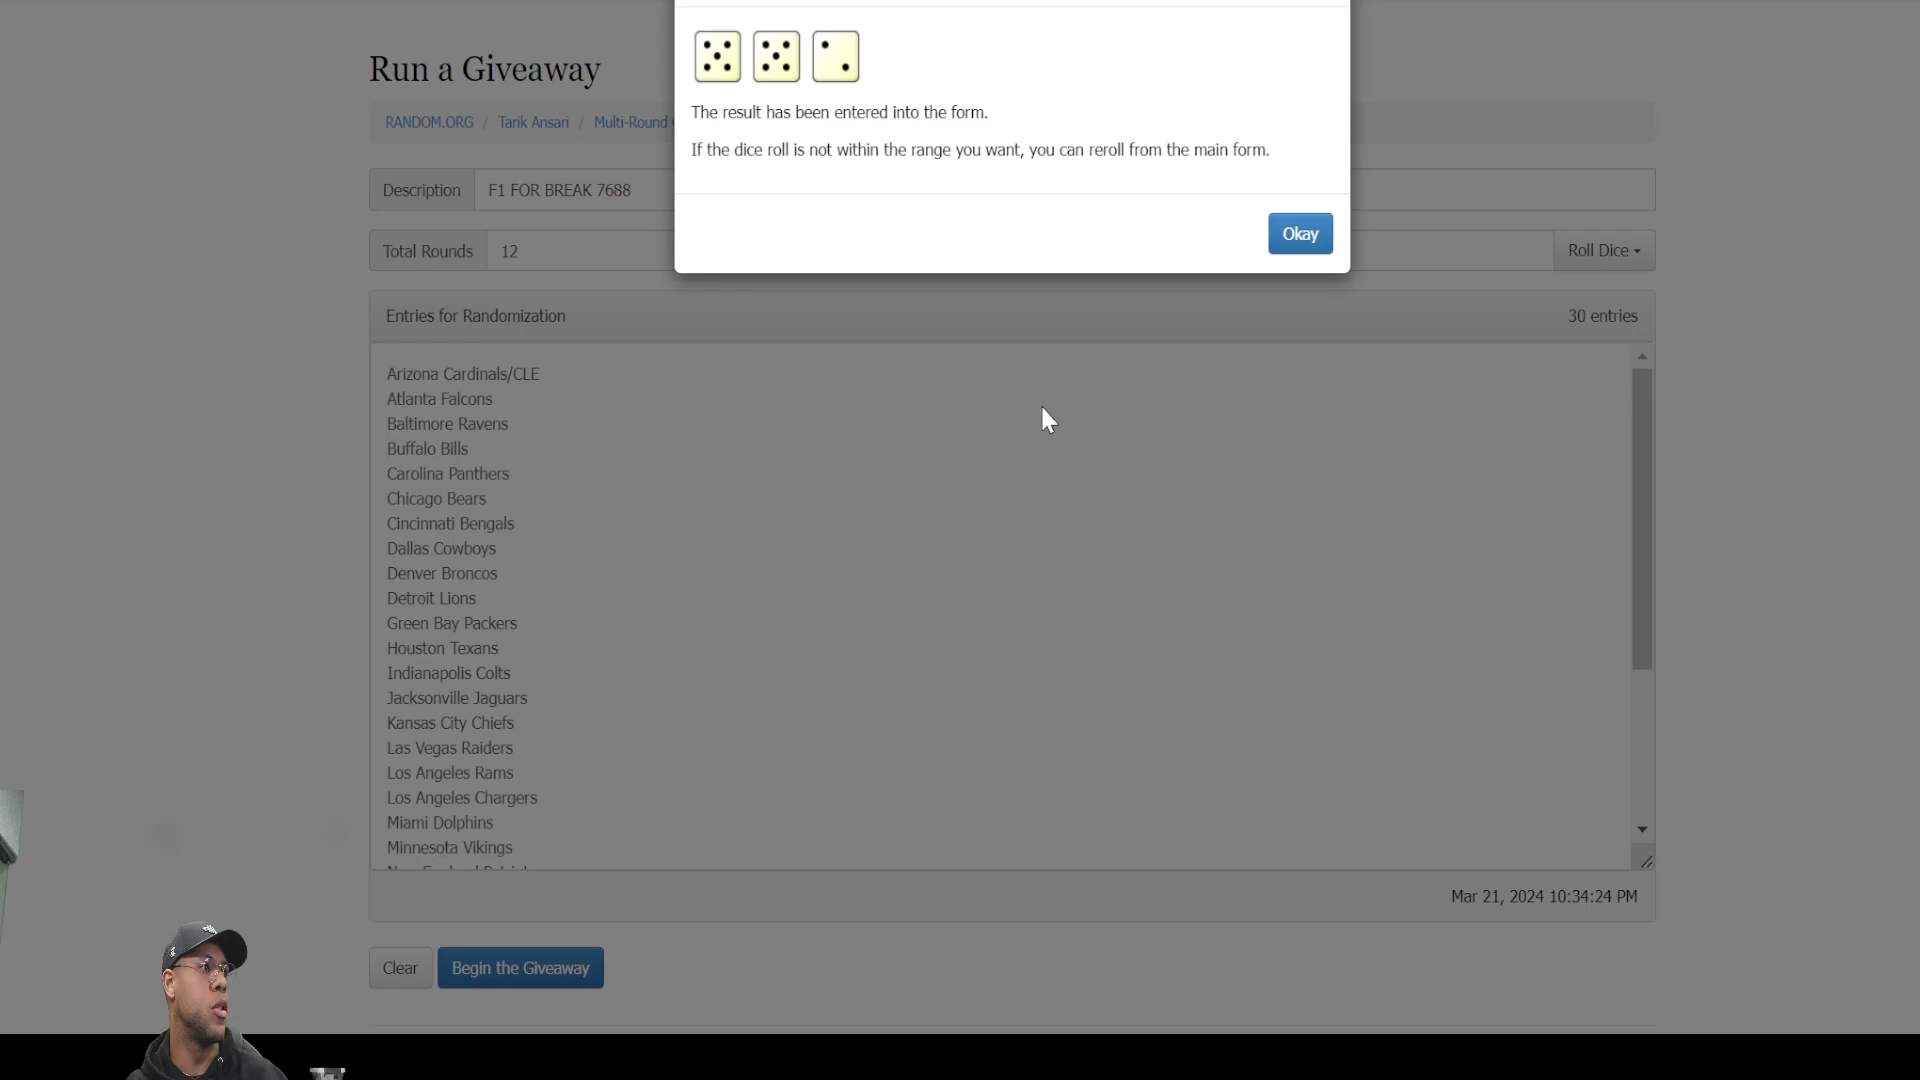 Run a Giveaway
The result has been entered into the form.
If the dice roll is not within the range you want, you can reroll from the main form.
Okay
RANDOM.ORG / Tarik Ansari / Multi-Round
Description F1 FOR BREAK 7688
Total Rounds 12 Roll Dice
Entries for Randomization 30 entries
Arizona Cardinals/CLE
Atlanta Falcons
Baltimore Ravens
Buffalo Bills
Carolina Panthers
Chicago Bears
Cincinnati Bengals
Dallas Cowboys
Denver Broncos
Detroit Lions
Green Bay Packers
Houston Texans
Indianapolis Colts
Jacksonville Jaguars
Kansas City Chiefs
Las Vegas Raiders
Los Angeles Rams
Los Angeles Chargers
Miami Dolphins
Minnesota Vikings
Mar 21, 2024 10:34:24 PM
Clear Begin the Giveaway